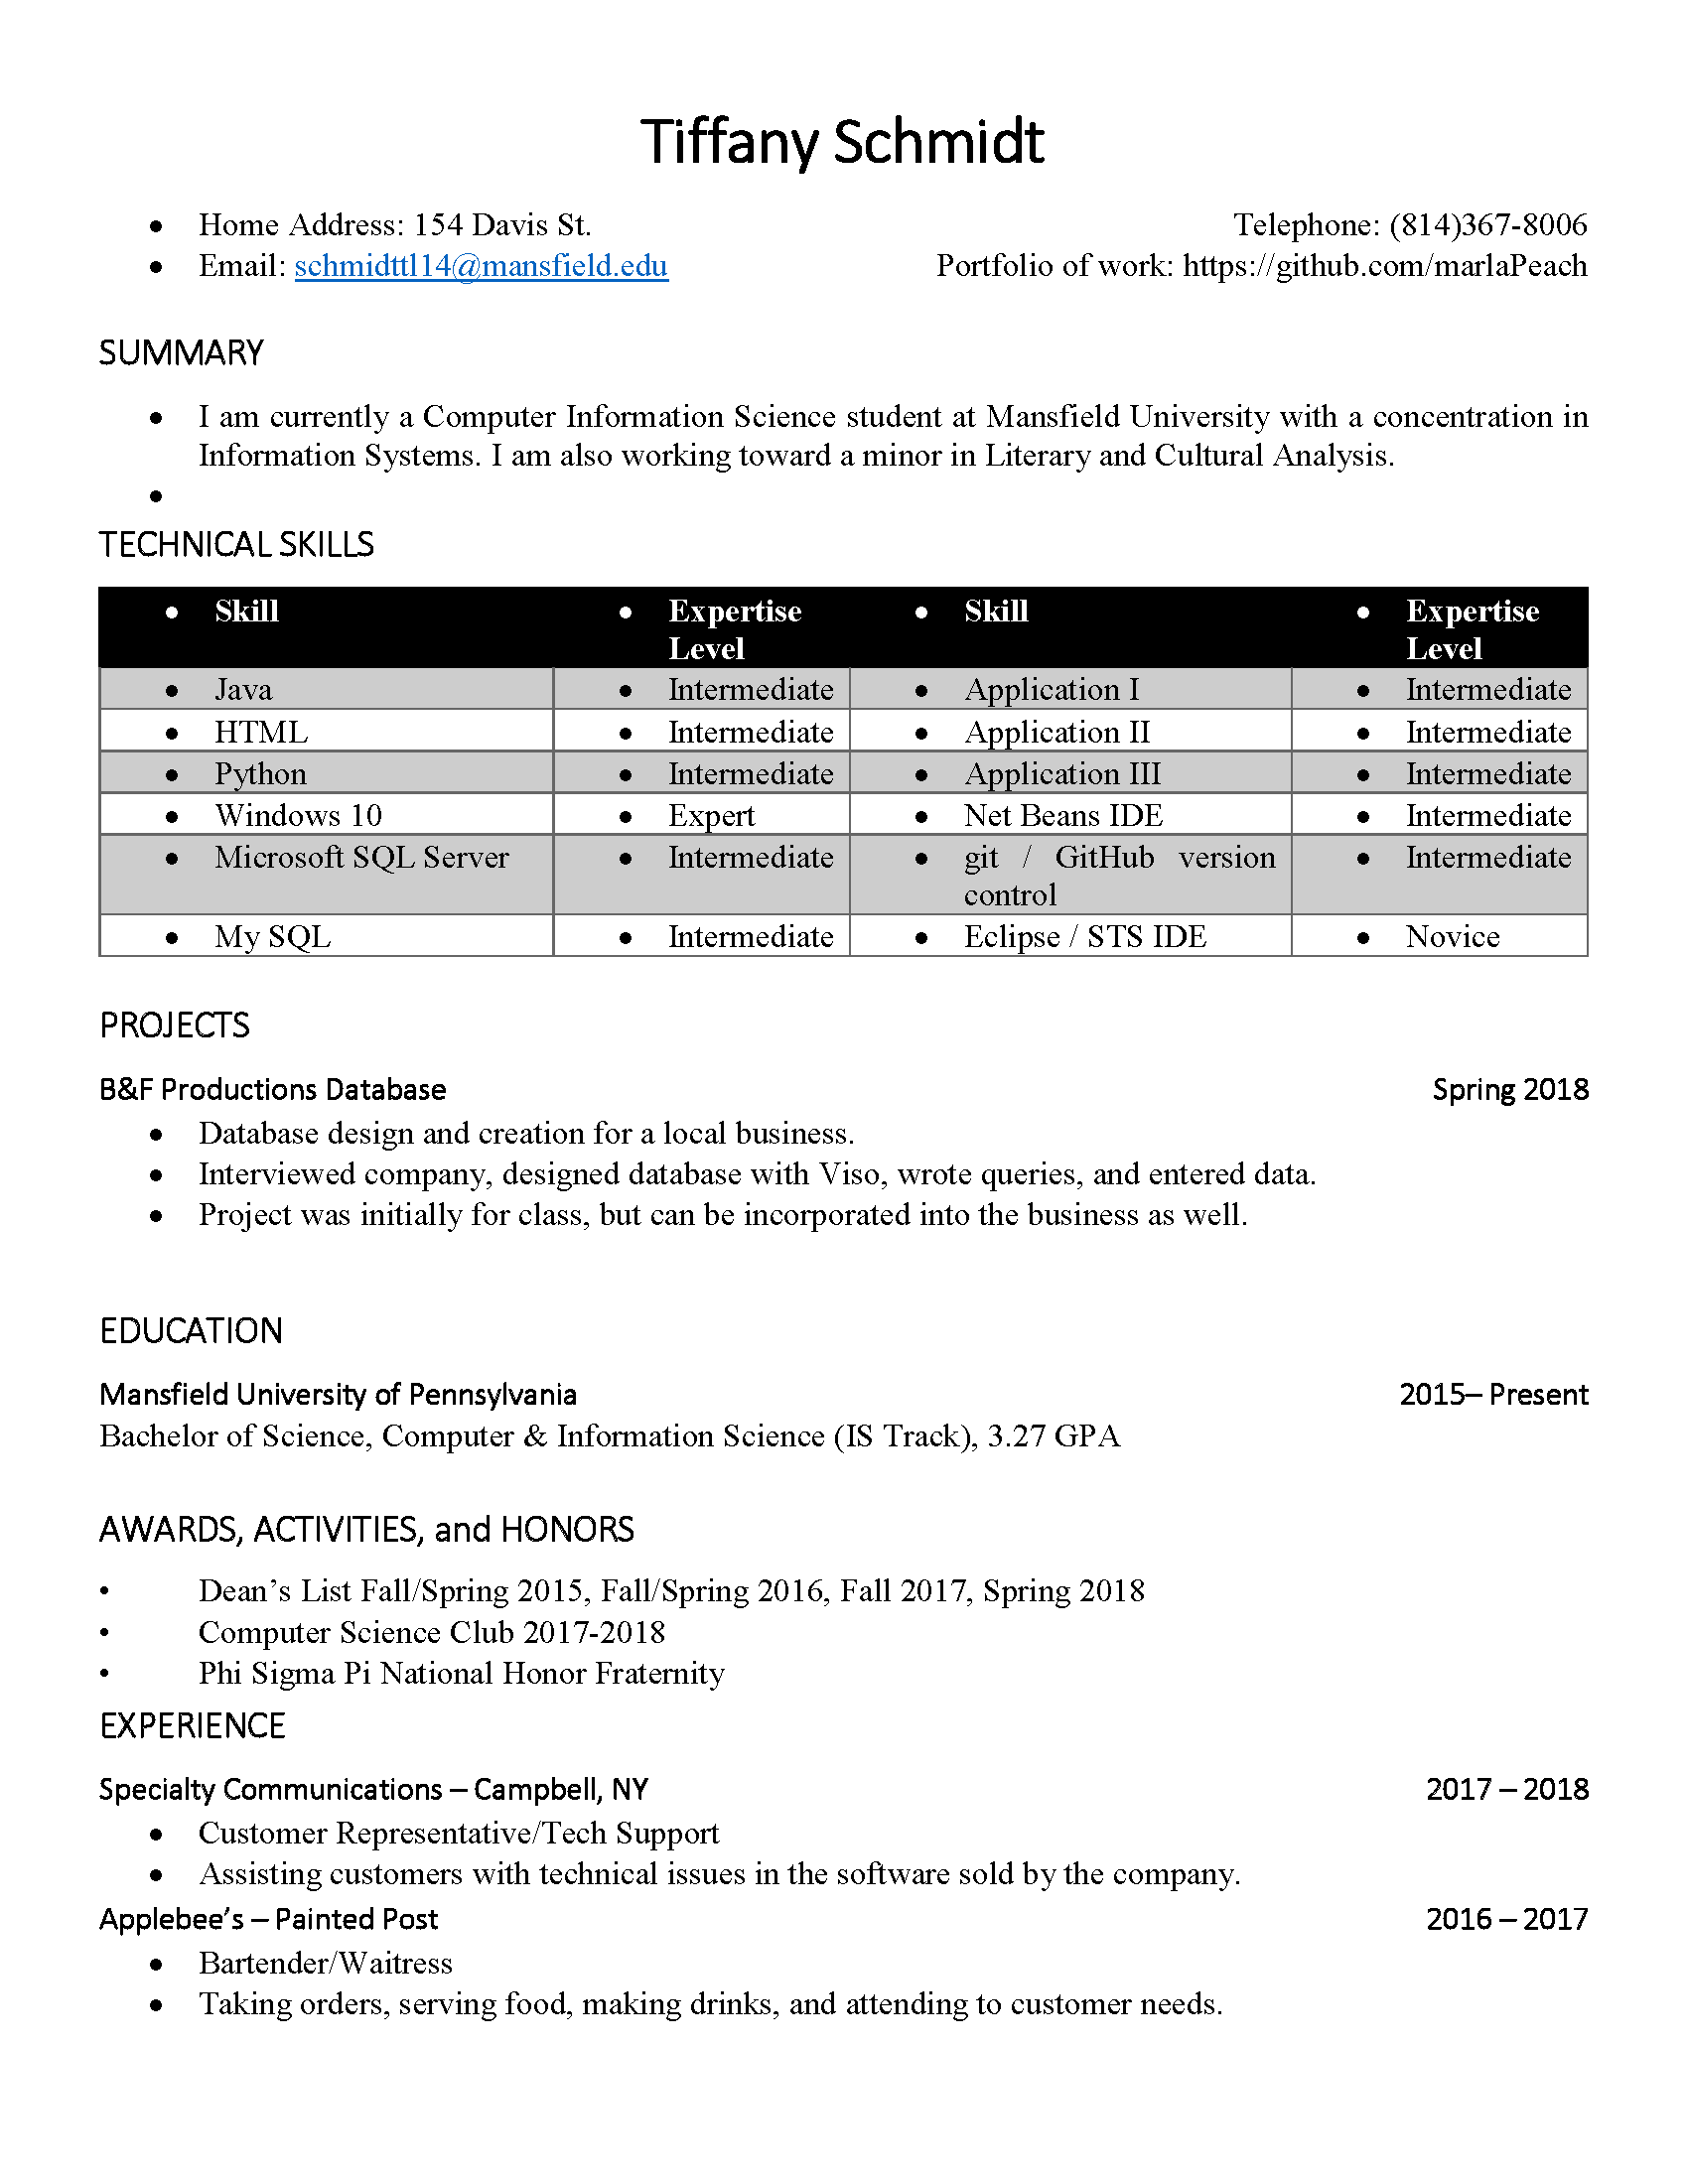 Tiffany Schmidt
• Home Address: 154 Davis St. Telephone: (814)367-8006
• Email: schmidttl14@mansfield.edu Portfolio of work: https://github.com/marlaPeach
SUMMARY
• I am currently a Computer Information Science student at Mansfield University with a concentration in
Information Systems. I am also working toward a minor in Literary and Cultural Analysis.
•
TECHNICAL SKILLS
• Skill • Expertise • Skill • Expertise
Level Level
• Java • Intermediate • Application I • Intermediate
• HTML • Intermediate • Application II • Intermediate
• Python • Intermediate • Application III • Intermediate
• Windows 10 • Expert • Net Beans IDE • Intermediate
• Microsoft SQL Server • Intermediate • git / GitHub version • Intermediate
control
• My SQL • Intermediate • Eclipse / STS IDE • Novice
PROJECTS
B&F Productions Database Spring 2018
• Database design and creation for a local business.
• Interviewed company, designed database with Viso, wrote queries, and entered data.
• Project was initially for class, but can be incorporated into the business as well.
EDUCATION
Mansfield University of Pennsylvania 2015– Present
Bachelor of Science, Computer & Information Science (IS Track), 3.27 GPA
AWARDS, ACTIVITIES, and HONORS
• Dean’s List Fall/Spring 2015, Fall/Spring 2016, Fall 2017, Spring 2018
• Computer Science Club 2017-2018
• Phi Sigma Pi National Honor Fraternity
EXPERIENCE
Specialty Communications – Campbell, NY 2017 – 2018
• Customer Representative/Tech Support
• Assisting customers with technical issues in the software sold by the company.
Applebee’s – Painted Post 2016 – 2017
• Bartender/Waitress
• Taking orders, serving food, making drinks, and attending to customer needs.